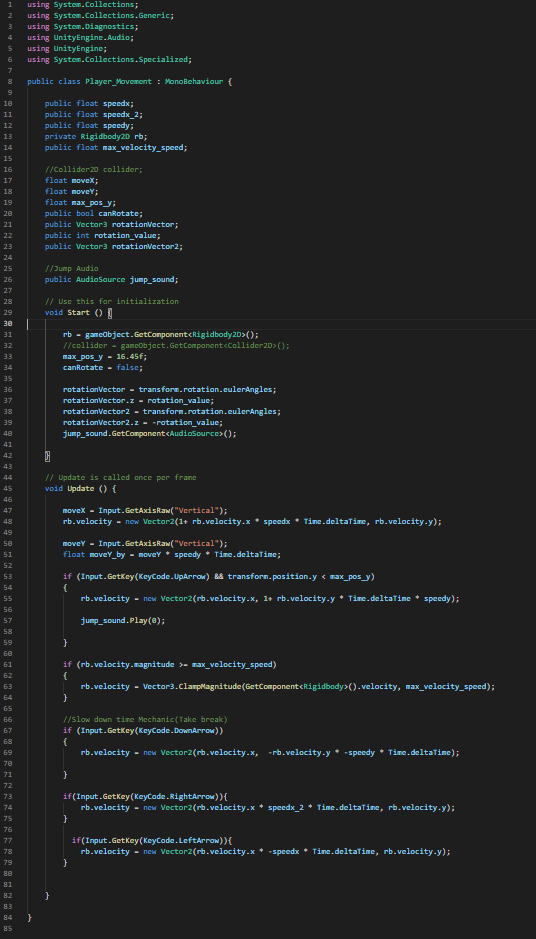 1 using System.Collections;
2 using System.Collections.Generic;
3 using System.Diagnostics;
4 using UnityEngine.Audio;
5 using UnityEngine;
6 using System.Collections.Specialized;
7
8 public class Player_Movement : MonoBehaviour {
9
10 public float speedx;
11 public float speedx_2;
12 public float speedy;
13 private Rigidbody2D rb;
14 public float max_velocity_speed;
15
16 //Collider2D collider;
17 float moveX;
18 float moveY;
19 float max_pos_y;
20 public bool canRotate;
21 public Vector3 rotationVector;
22 public int rotation_value;
23 public Vector3 rotationVector2;
24
25 //Jump Audio
26 public AudioSource jump_sound;
27
28 // Use this for initialization
29 void Start () {
30
31 rb = gameObject.GetComponent<Rigidbody2D>();
32 //collider = gameObject.GetComponent<Collider2D>();
33 max_pos_y = 16.45f;
34 canRotate = false;
35
36 rotationVector = transform.rotation.eulerAngles;
37 rotationVector.z = rotation_value;
38 rotationVector2 = transform.rotation.eulerAngles;
39 rotationVector2.z = -rotation_value;
40 jump_sound.GetComponent<AudioSource>();
41
42 }
43
44 // Update is called once per frame
45 void Update () {
46
47 moveX = Input.GetAxisRaw("Vertical");
48 rb.velocity = new Vector2(1+ rb.velocity.x * speedx * Time.deltaTime, rb.velocity.y);
49
50 moveY = Input.GetAxisRaw("Vertical");
51 float moveY_by = moveY * speedy * Time.deltaTime;
52
53 if (Input.GetKey(KeyCode.UpArrow) && transform.position.y < max_pos_y)
54 {
55 rb.velocity = new Vector2(rb.velocity.x, 1+ rb.velocity.y * Time.deltaTime * speedy);
56
57 jump_sound.Play(0);
58
59 }
60
61 if (rb.velocity.magnitude >= max_velocity_speed)
62 {
63 rb.velocity = Vector3.ClampMagnitude(GetComponent<Rigidbody>().velocity, max_velocity_speed);
64 }
65
66 //Slow down time Mechanic(Take break)
67 if (Input.GetKey(KeyCode.DownArrow))
68 {
69 rb.velocity = new Vector2(rb.velocity.x, -rb.velocity.y * -speedy * Time.deltaTime);
70
71 }
72
73 if(Input.GetKey(KeyCode.RightArrow)){
74 rb.velocity = new Vector2(rb.velocity.x * speedx_2 * Time.deltaTime, rb.velocity.y);
75 }
76
77 if(Input.GetKey(KeyCode.LeftArrow)){
78 rb.velocity = new Vector2(rb.velocity.x * -speedx * Time.deltaTime, rb.velocity.y);
79 }
80
81
82 }
83
84 }
85